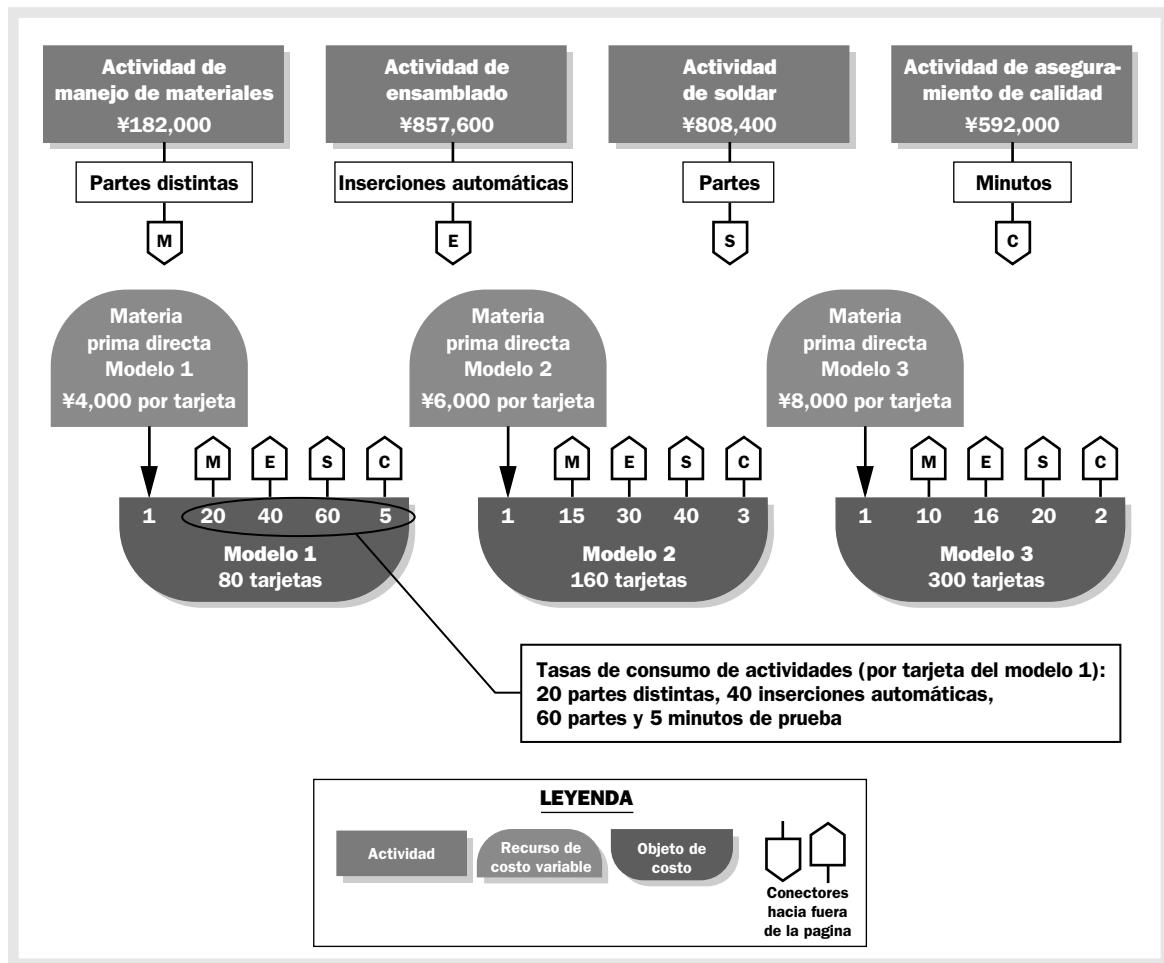 Actividad de
manejo de materiales
¥182,000
Actividad de
ensamblado
¥857,600
Actividad
de soldar
¥808,400
Actividad de asegura-
miento de calidad
¥592,000
Partes distintas
Inserciones automáticas
Partes
Minutos
M
E
S
C
Materia
prima directa
Modelo 1
¥4,000 por tarjeta
Materia
prima directa
Modelo 2
¥6,000 por tarjeta
Materia
prima directa
Modelo 3
¥8,000 por tarjeta
M E S C
M E S C
M E S C
1 20 40 60 5
Modelo 1
80 tarjetas
1 15 30 40 3
Modelo 2
160 tarjetas
1 10 16 20 2
Modelo 3
300 tarjetas
Tasas de consumo de actividades (por tarjeta del modelo 1):
20 partes distintas, 40 inserciones automáticas,
60 partes y 5 minutos de prueba
LEYENDA
Actividad
Recurso de
costo variable
Objeto de
costo
Conectores
hacia fuera
de la pagina